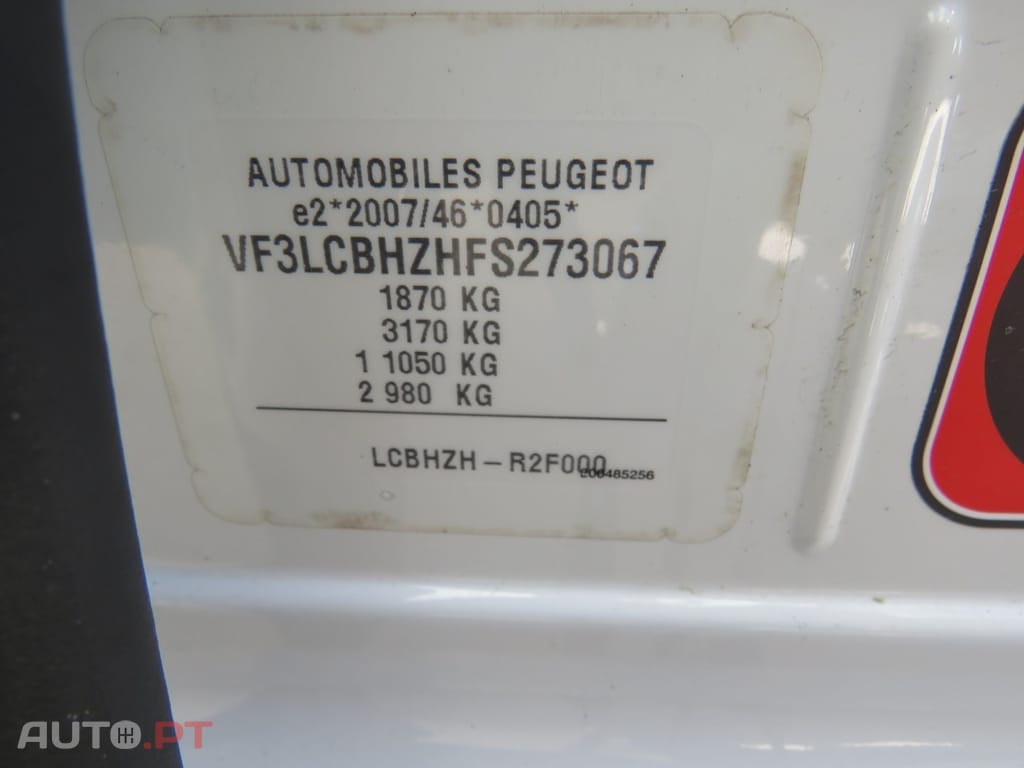 AUTOMOBILES PEUGEOT
e2*2007/46*0405*
VF3LCBHZHFS273067
1870 KG
3170 KG
1 1050 KG
2 980 KG
LCBHZH - R2F000
E00485256
AUTO.PT